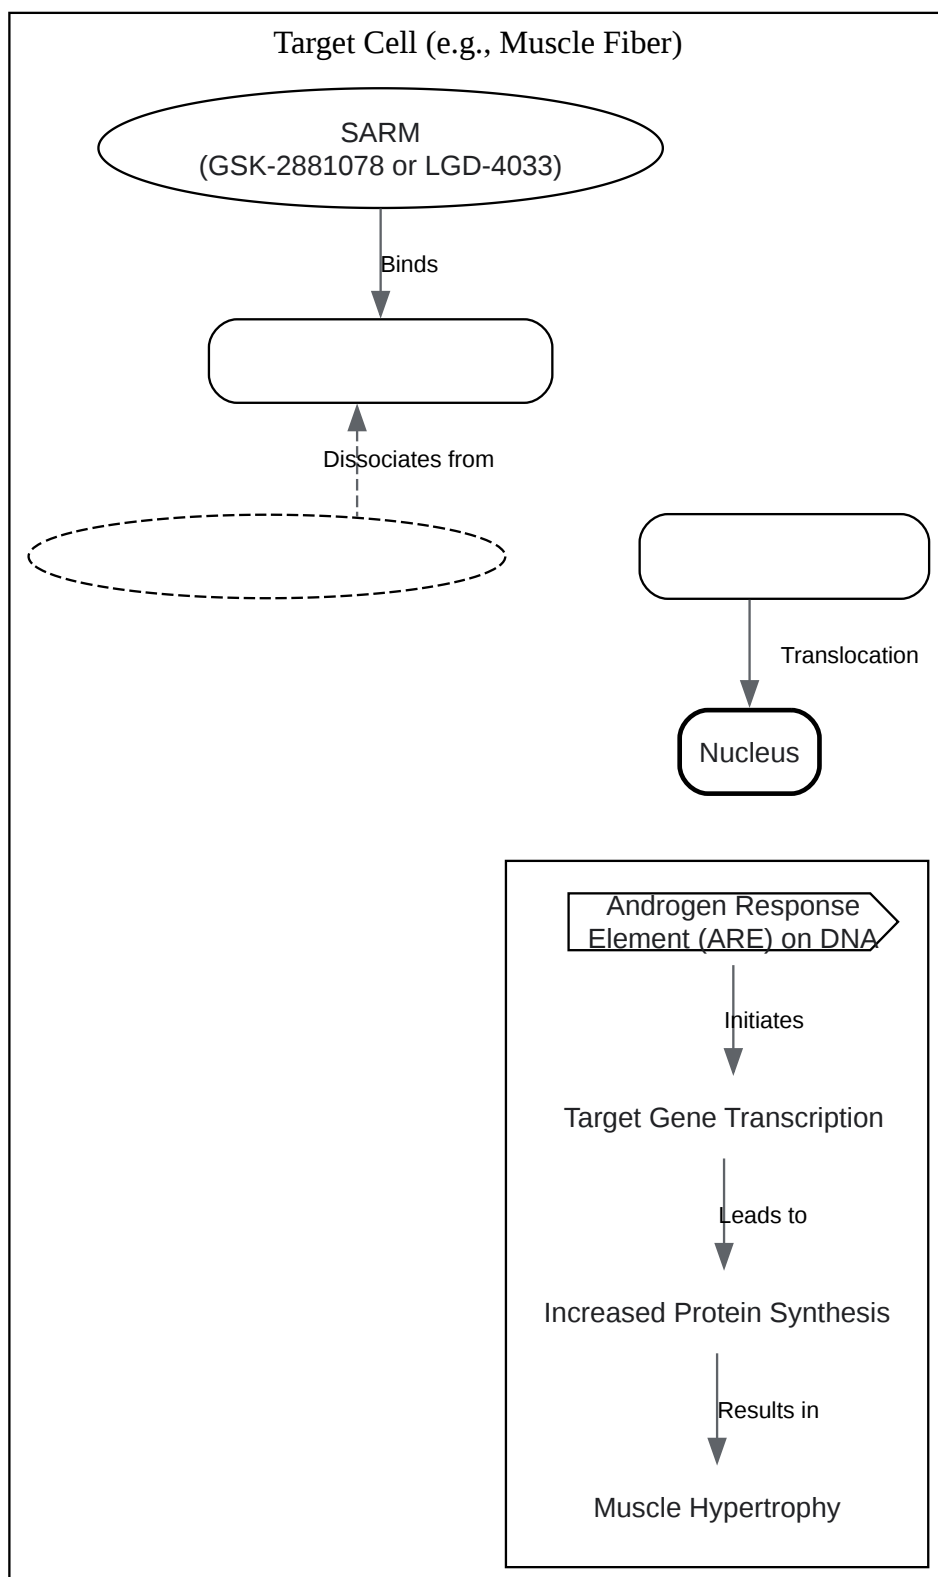 Target Cell (e.g., Muscle Fiber)
SARM
(GSK-2881078 or LGD-4033)
Binds
Dissociates from
Translocation
Nucleus
Androgen Response
Element (ARE) on DNA
Initiates
Target Gene Transcription
Leads to
Increased Protein Synthesis
Results in
Muscle Hypertrophy